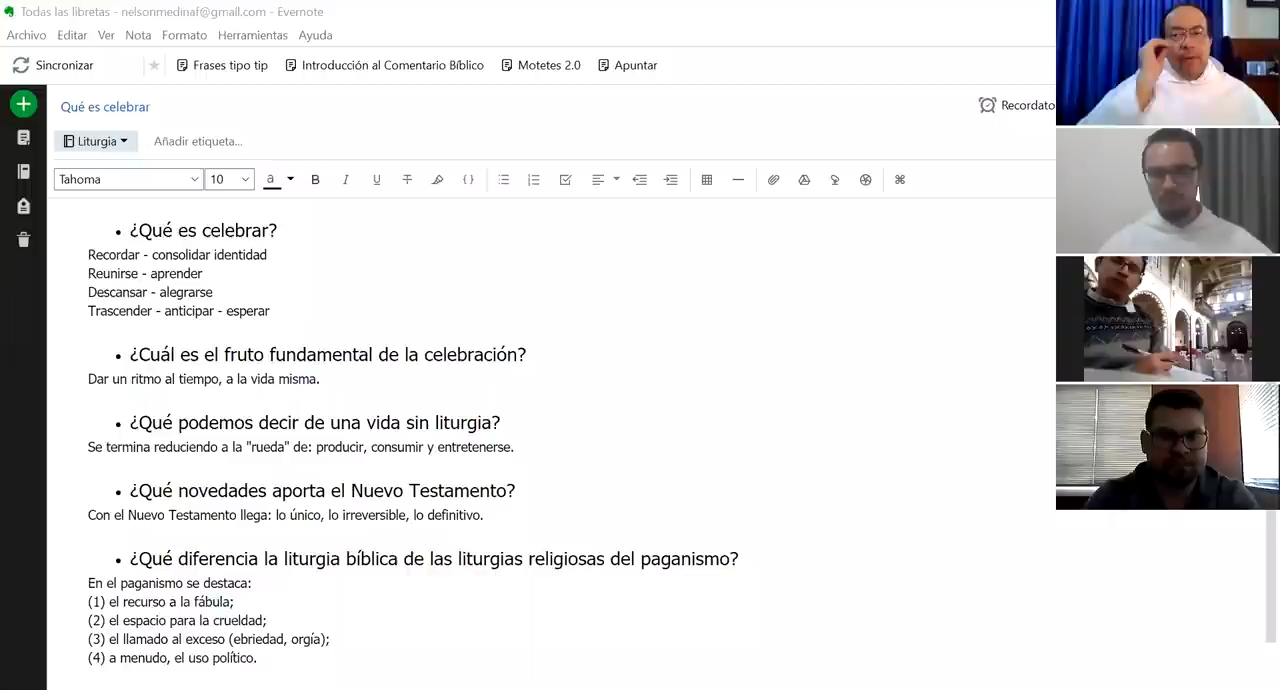 Todas las libretas - nelsonmedinaf@gmail.com - Evernote
Archivo Editar Ver Nota Formato Herramientas Ayuda
Sincronizar Frases tipo tip Introducción al Comentario Bíblico Motetes 2.0 Apuntar
Qué es celebrar Recordato
Liturgia Añadir etiqueta...
Tahoma 10 a B I U T
• ¿Qué es celebrar?
Recordar - consolidar identidad
Reunirse - aprender
Descansar - alegrarse
Trascender - anticipar - esperar
• ¿Cuál es el fruto fundamental de la celebración?
Dar un ritmo al tiempo, a la vida misma.
• ¿Qué podemos decir de una vida sin liturgia?
Se termina reduciendo a la "rueda" de: producir, consumir y entretenerse.
• ¿Qué novedades aporta el Nuevo Testamento?
Con el Nuevo Testamento llega: lo único, lo irreversible, lo definitivo.
• ¿Qué diferencia la liturgia bíblica de las liturgias religiosas del paganismo?
En el paganismo se destaca:
(1) el recurso a la fábula;
(2) el espacio para la crueldad;
(3) el llamado al exceso (ebriedad, orgía);
(4) a menudo, el uso político.